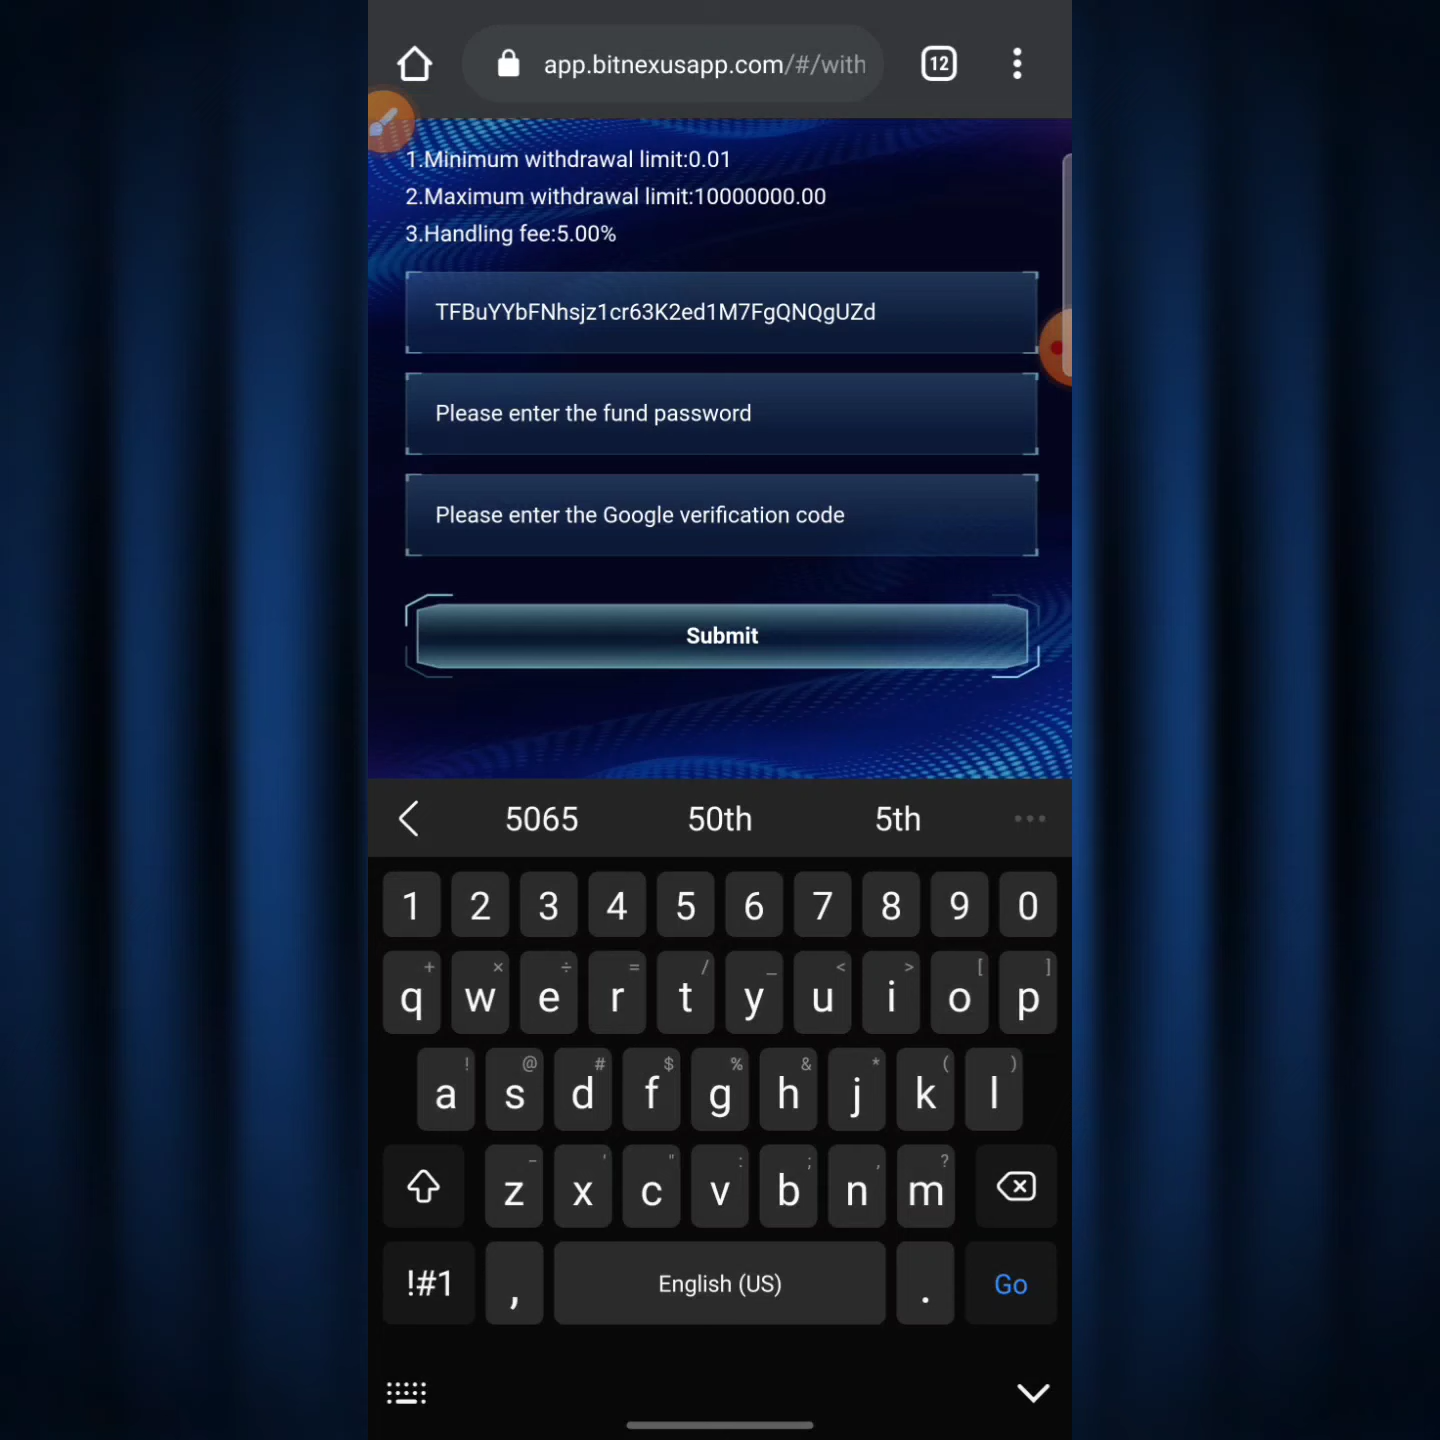 app.bitnexusapp.com/#/with
12
1.Minimum withdrawal limit:0.01
2.Maximum withdrawal limit:10000000.00
3.Handling fee:5.00%
TFBuYYbFNhsjz1cr63K2ed1M7FgQNQgUZd
Please enter the fund password
Please enter the Google verification code
Submit
5065 50th 5th
1 2 3 4 5 6 7 8 9 0
+ × ÷ = / _ < > [ ]
q w e r t y u i o p
! @ # $ % & * ( )
a s d f g h j k l
- ' " : ; , ?
z x c v b n m
!#1 , English (US) . Go